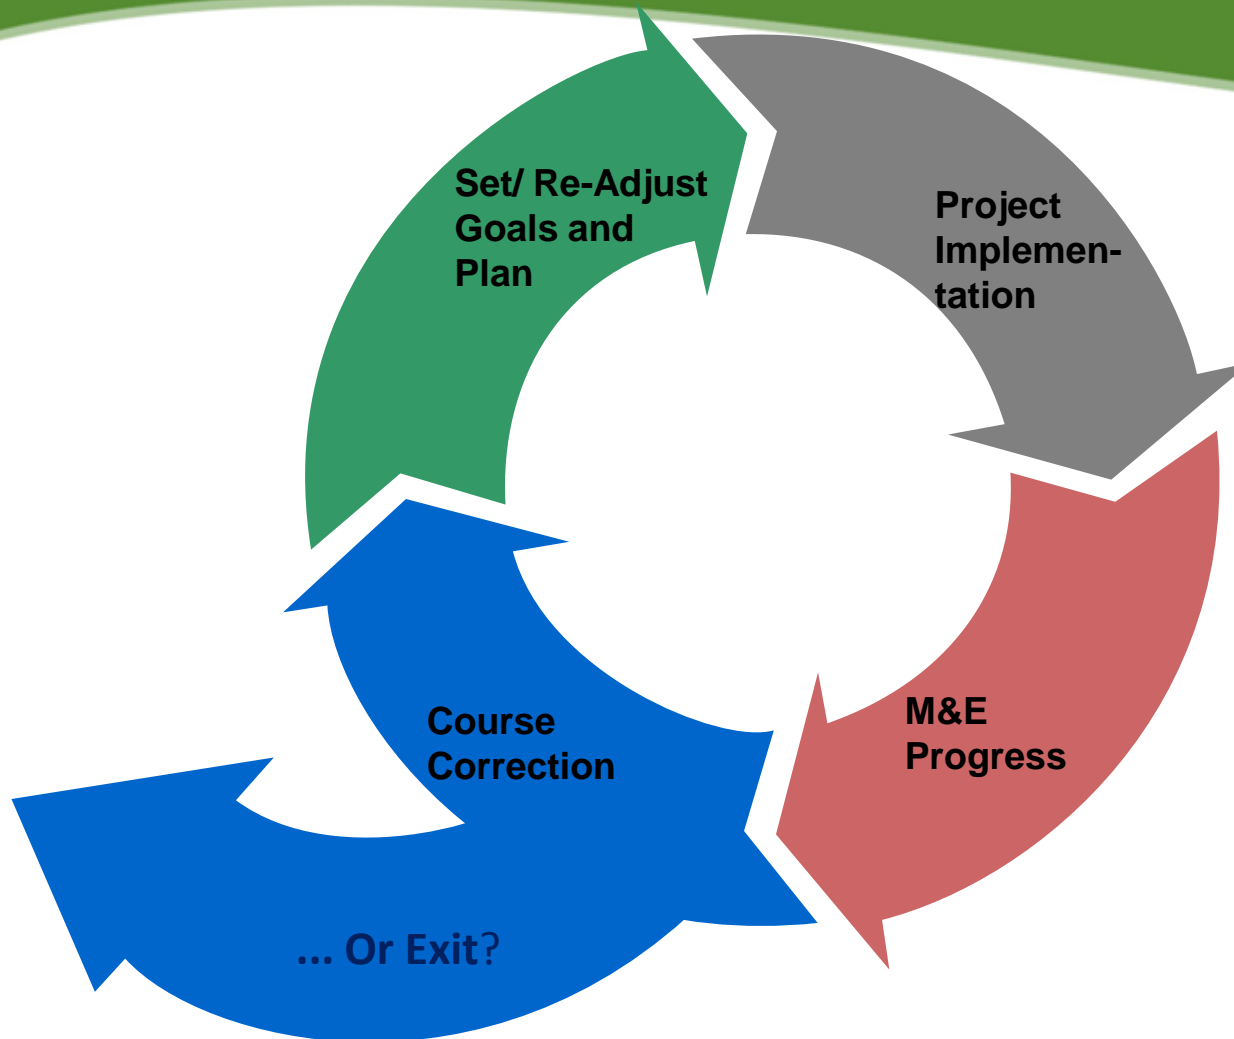 Set/ Re-Adjust
Goals and
Plan
Project
Implemen-
tation
M&E
Progress
Course
Correction
... Or Exit?